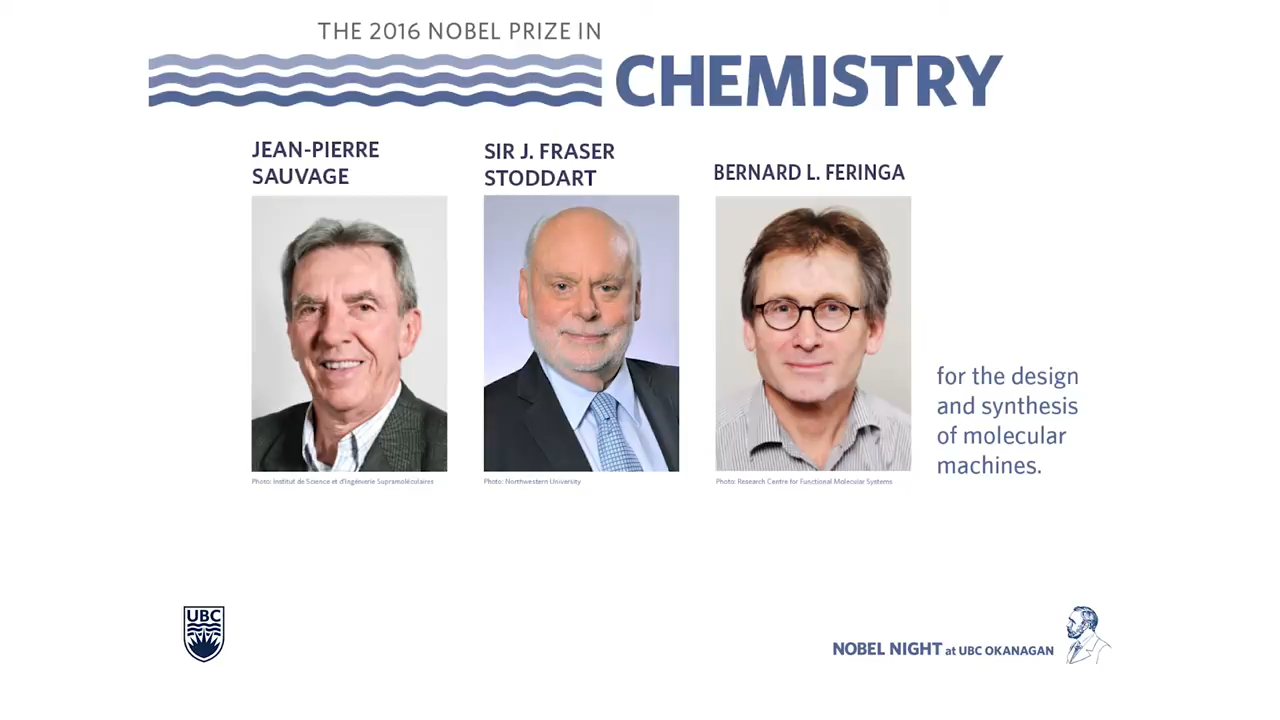 THE 2016 NOBEL PRIZE IN
CHEMISTRY
JEAN-PIERRE
SAUVAGE
SIR J. FRASER
STODDART
BERNARD L. FERINGA
Photo: Institut de Science et d'Ingénierie Supramoléculaires
Photo: Northwestern University
Photo: Research Centre for Functional Molecular Systems
for the design
and synthesis
of molecular
machines.
UBC
NOBEL NIGHT at UBC OKANAGAN